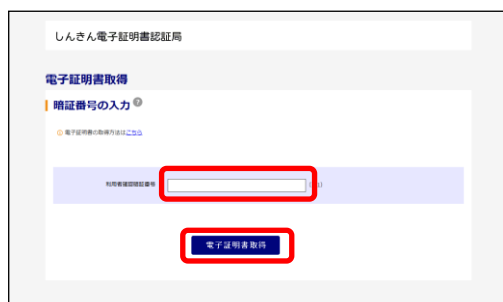 しんきん電子証明書認証局
電子証明書取得
暗証番号の入力
電子証明書の取得方法はこちら
利用者確認暗証番号
電子証明書取得